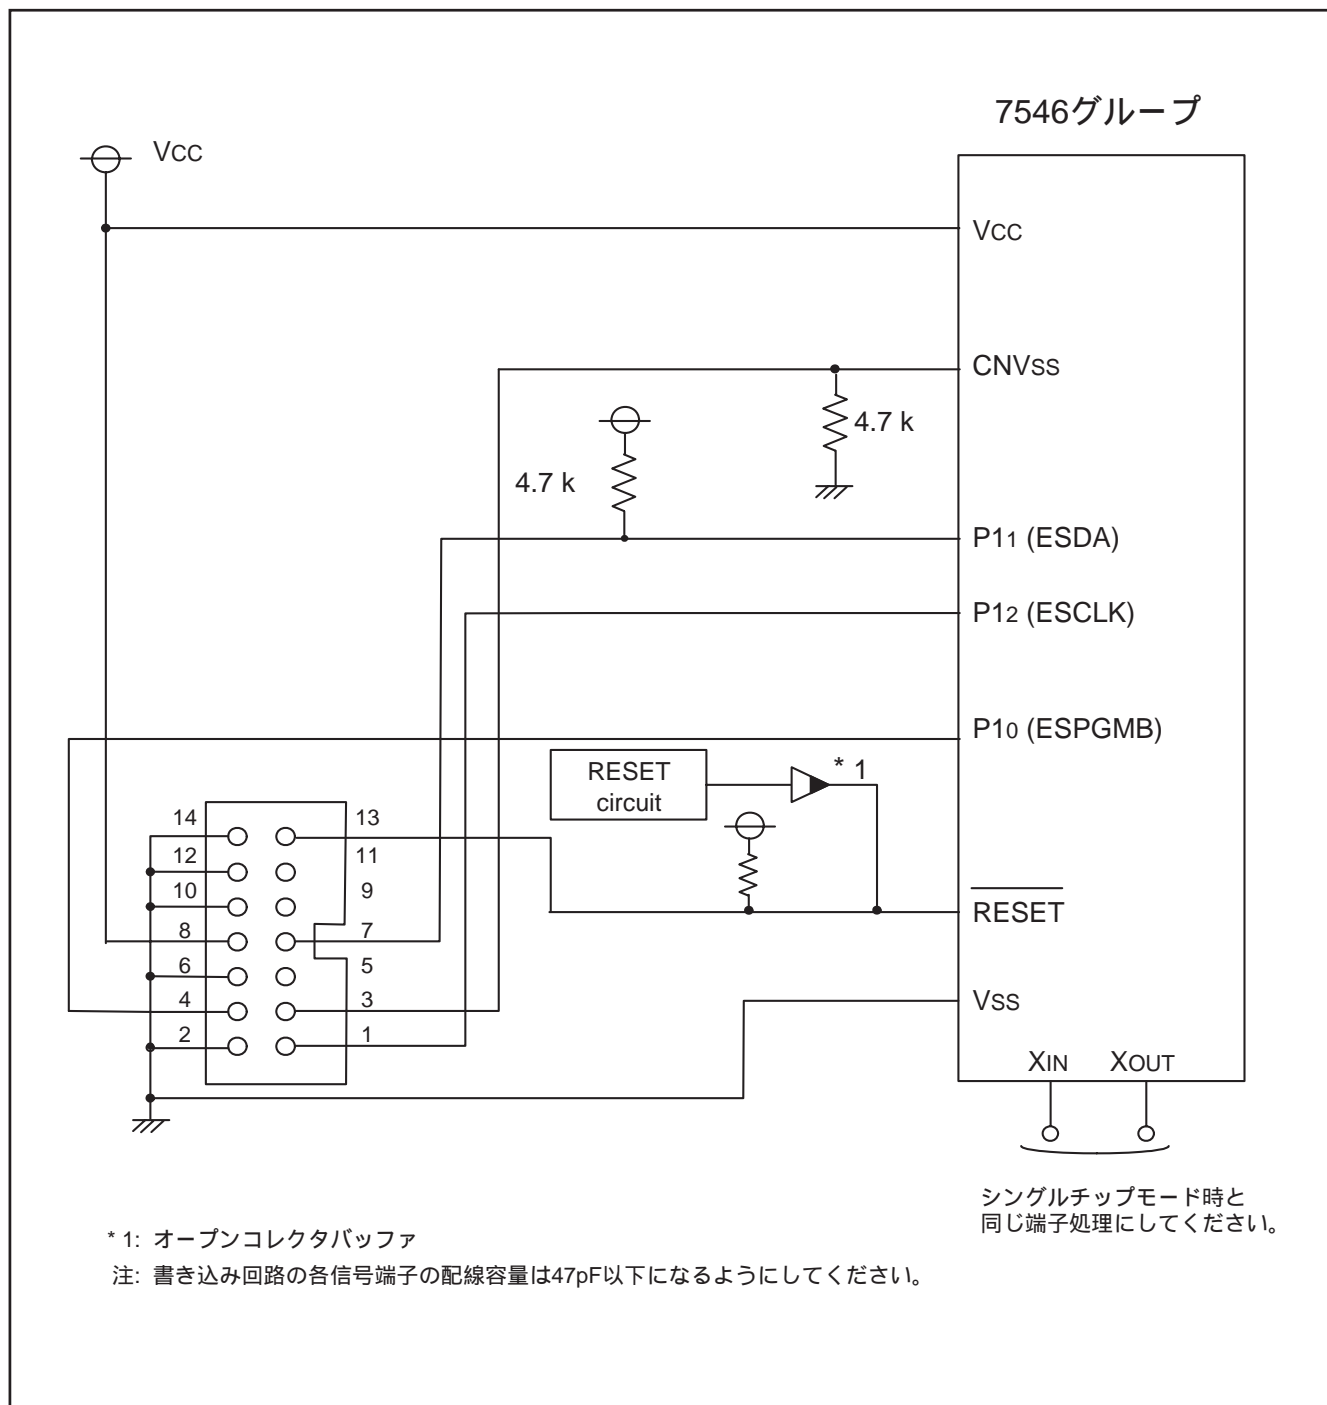 7546グループ
VCC
VCC
CNVSS
4.7 k
4.7 k
P11 (ESDA)
P12 (ESCLK)
P10 (ESPGMB)
RESET
circuit
* 1
14
13
12
11
10
9
8
7
6
5
4
3
2
1
RESET
VSS
XIN
XOUT
シングルチップモード時と
同じ端子処理にしてください。
* 1: オープンコレクタバッファ
注: 書き込み回路の各信号端子の配線容量は47pF以下になるようにしてください。